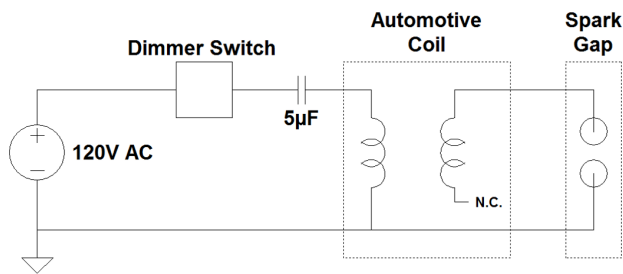 Automotive
Coil
Spark
Gap
Dimmer Switch
5µF
120V AC
N.C.